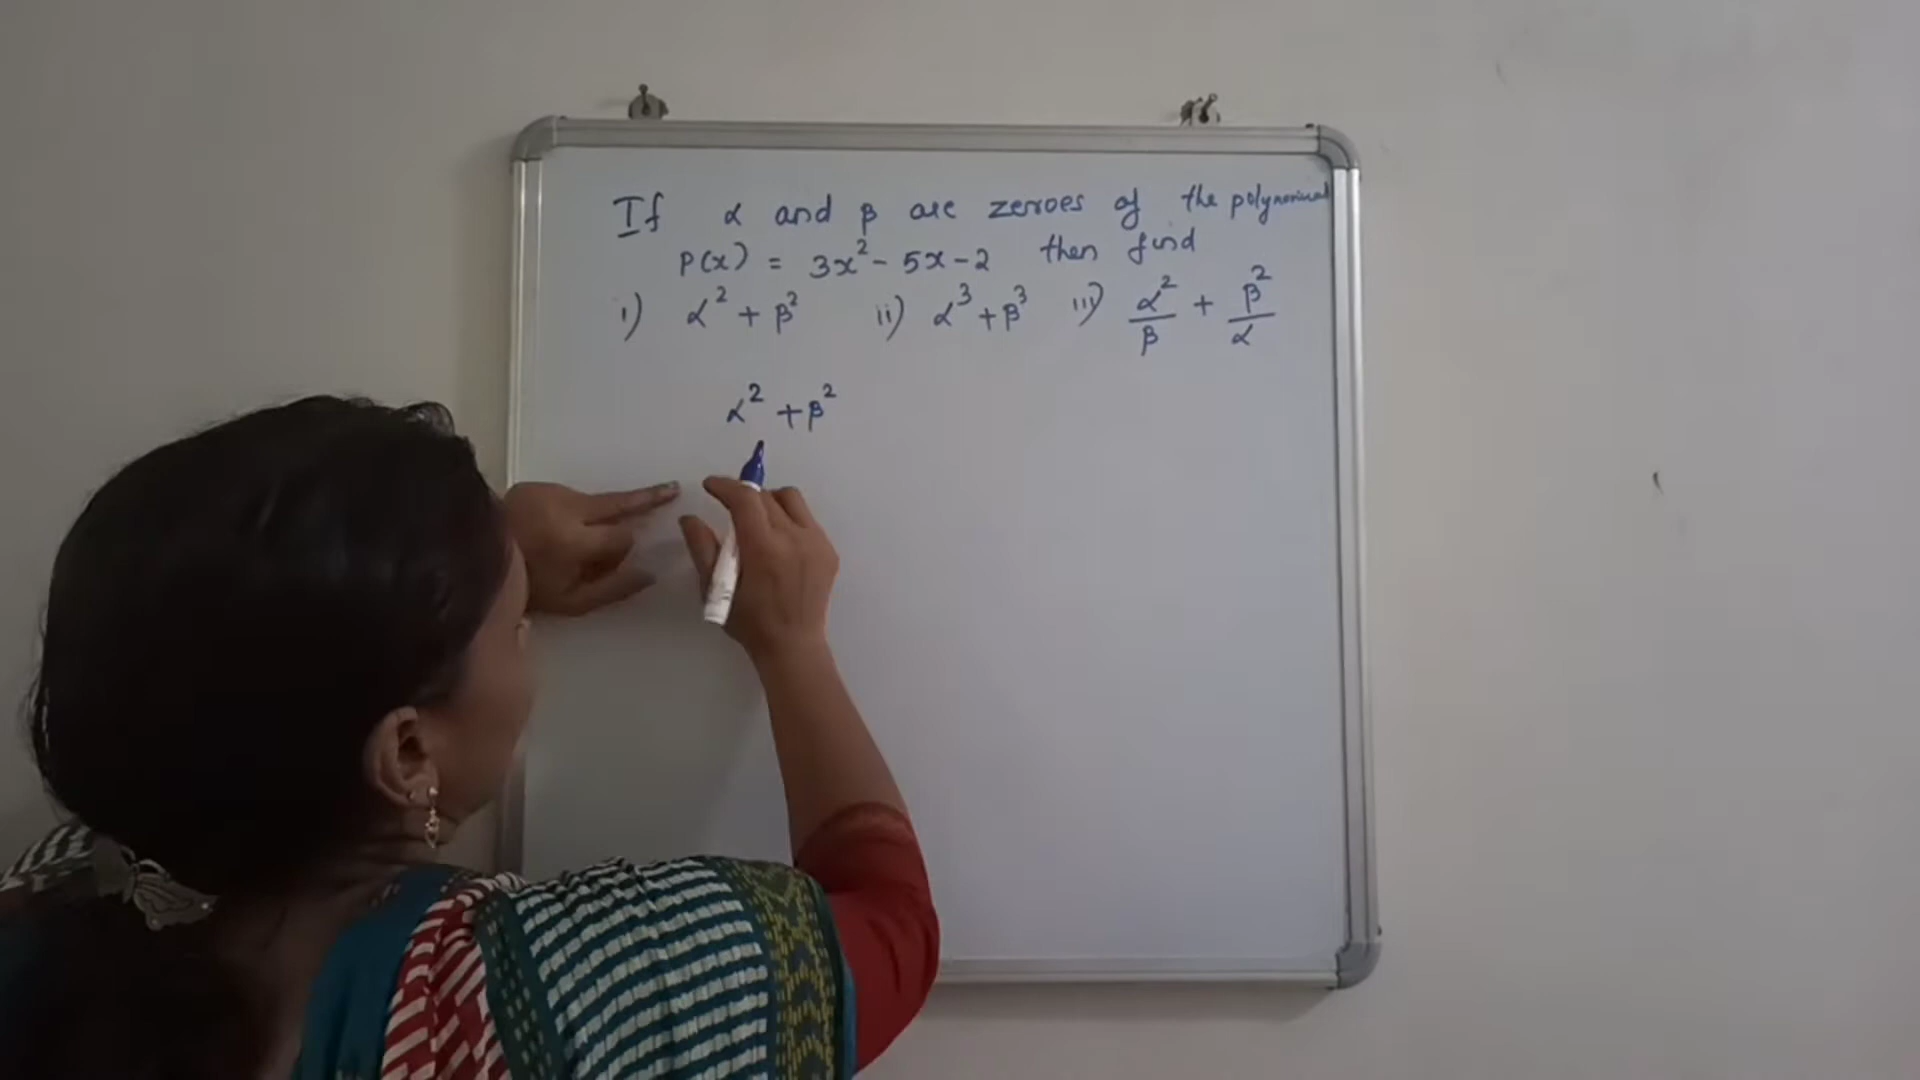 If α and β are zeroes of the polynomial
P(x) = 3x² - 5x - 2 then find
i) α² + β² ii) α³ + β³ iii) α²/β + β²/α
α² + β²